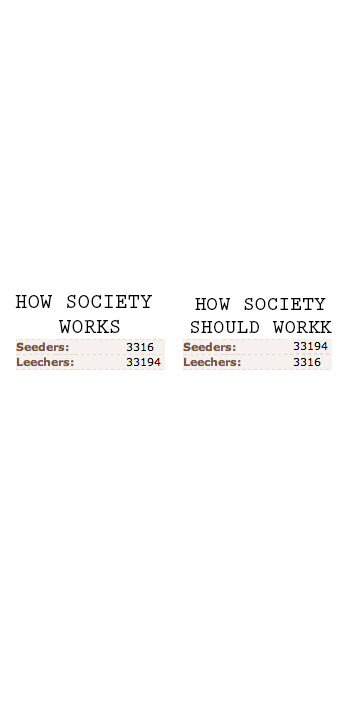 HOW SOCIETY
WORKS
Seeders: 3316
Leechers: 33194
HOW SOCIETY
SHOULD WORKK
Seeders: 33194
Leechers: 3316